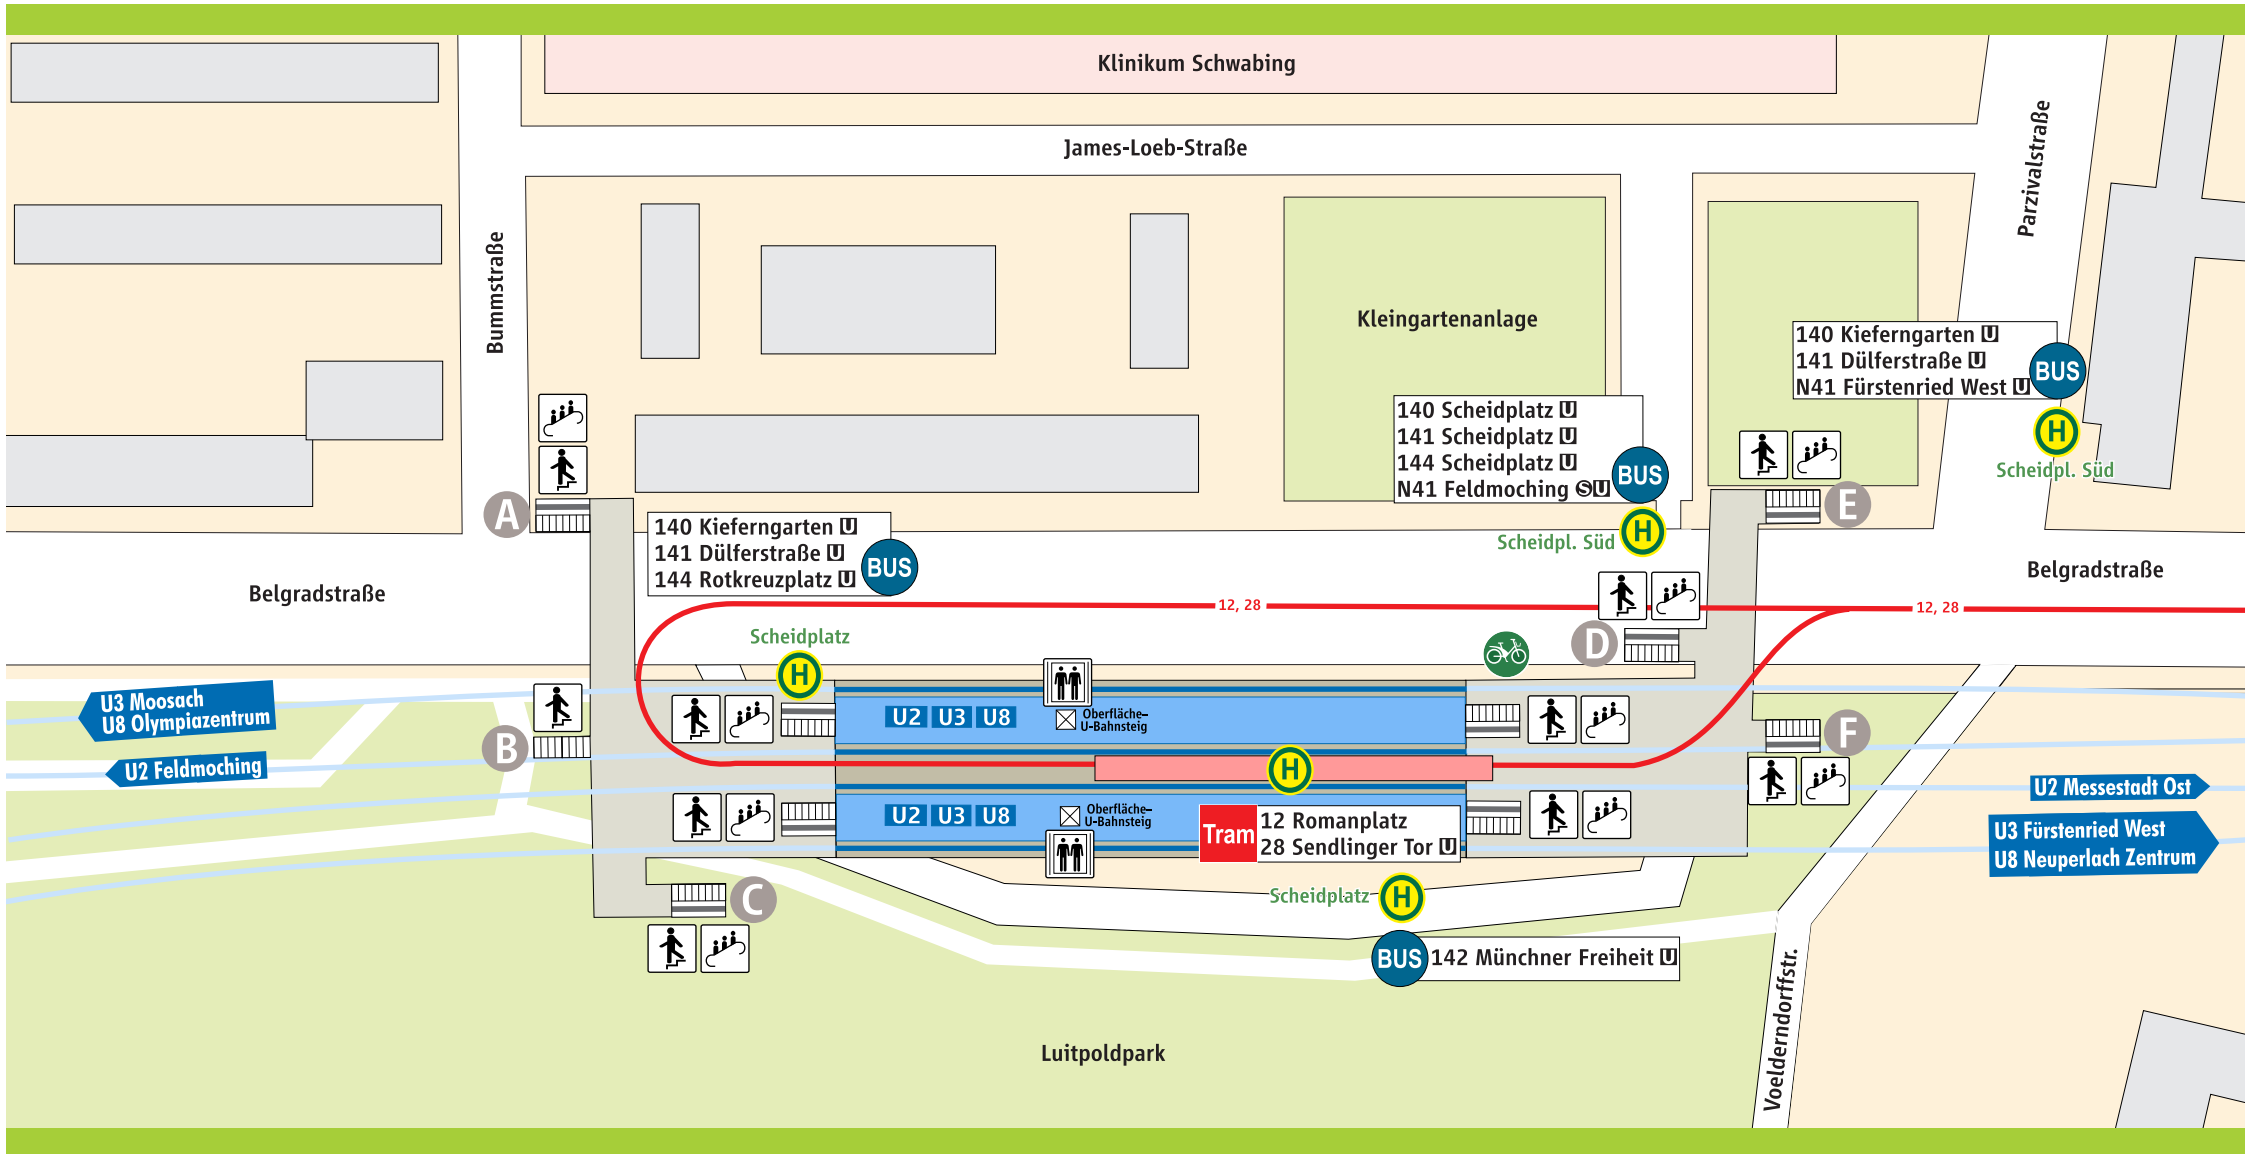 Klinikum Schwabing
James-Loeb-Straße
Parzivalstraße
Bummstraße
Kleingartenanlage
140 Kieferngarten U
141 Dülferstraße U
N41 Fürstenried West U
BUS
H
Scheidpl. Süd
140 Scheidplatz U
141 Scheidplatz U
144 Scheidplatz U
N41 Feldmoching S U
BUS
H
Scheidpl. Süd
A
E
140 Kieferngarten U
141 Dülferstraße U
144 Rotkreuzplatz U
BUS
Belgradstraße
Belgradstraße
12, 28
12, 28
Scheidplatz
H
D
U3 Moosach
U8 Olympiazentrum
U2 Feldmoching
B
U2 U3 U8
Oberfläche–
U-Bahnsteig
F
H
U2 Messestadt Ost
U2 U3 U8
Oberfläche–
U-Bahnsteig
Tram
12 Romanplatz
28 Sendlinger Tor U
U3 Fürstenried West
U8 Neuperlach Zentrum
C
Scheidplatz
H
BUS
142 Münchner Freiheit U
Voelderndorffstr.
Luitpoldpark